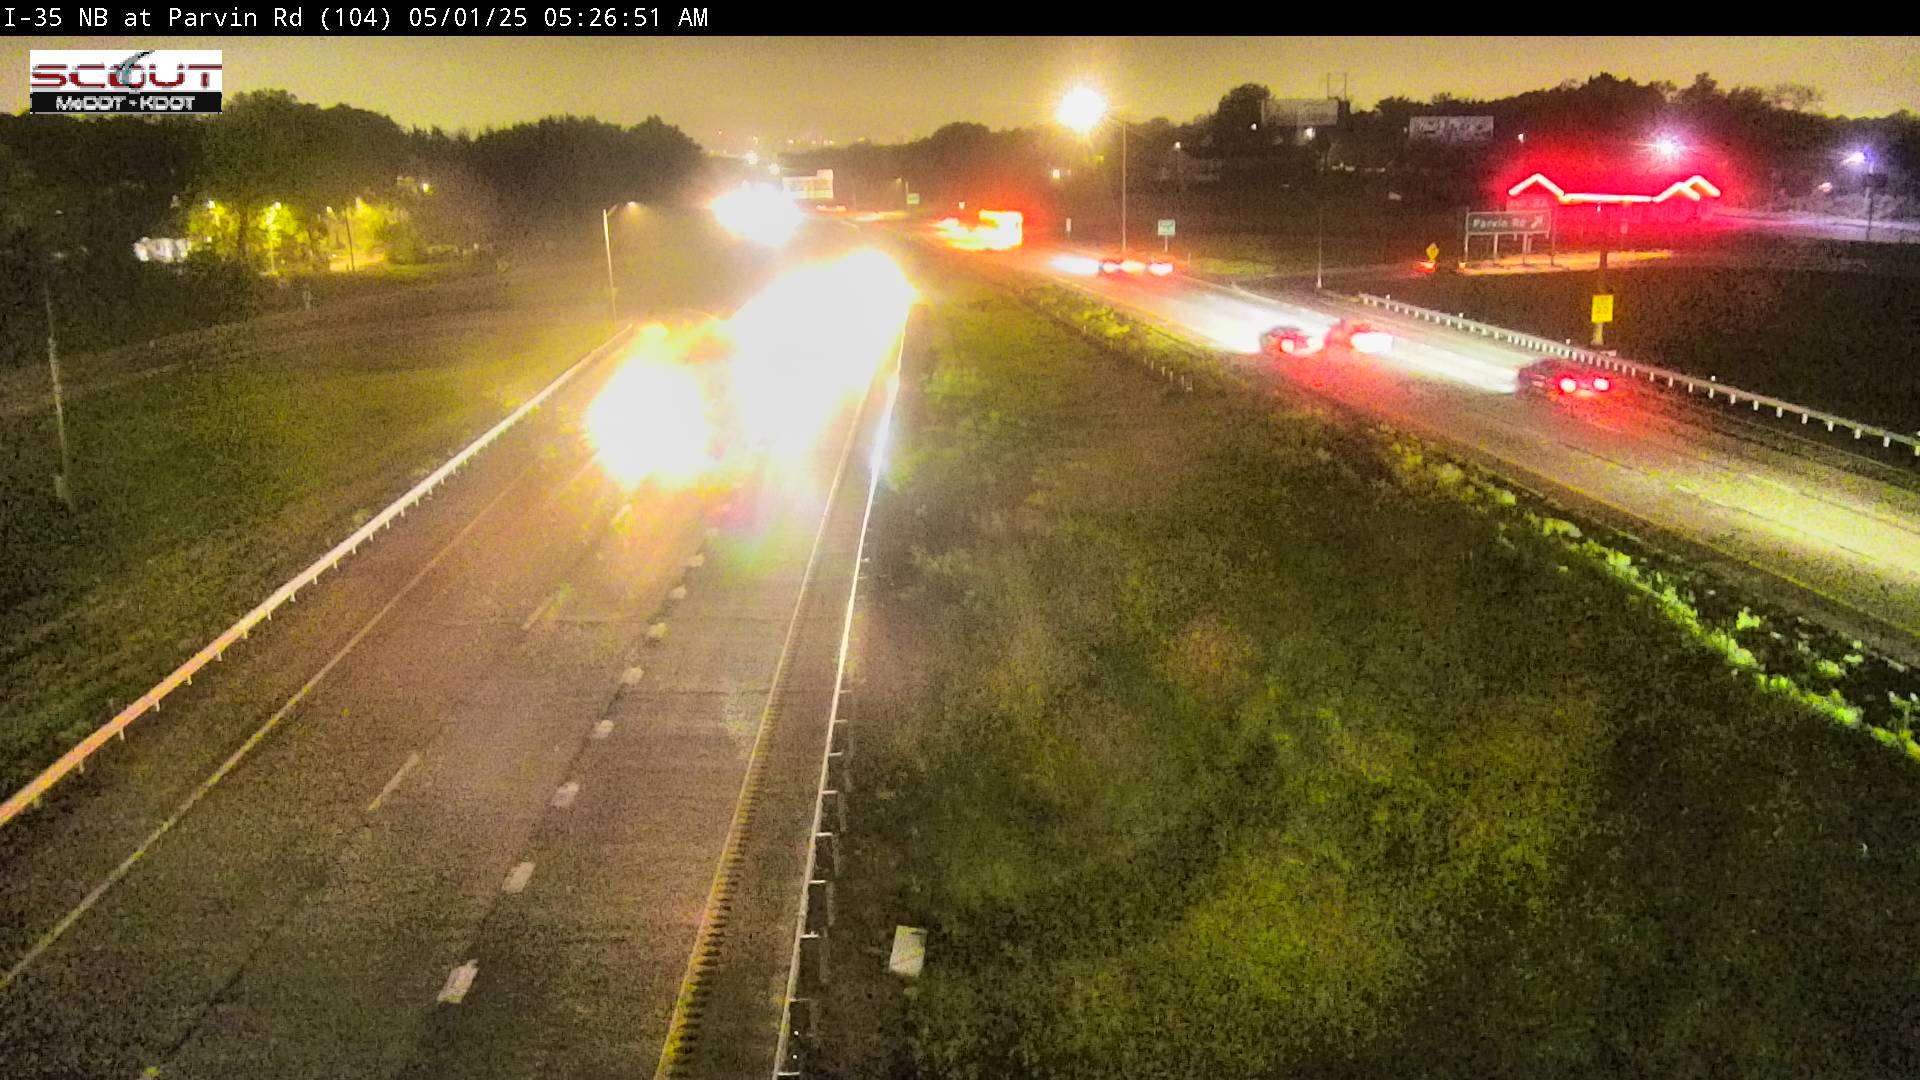 I-35 NB at Parvin Rd (104) 05/01/25 05:26:51 AM
SCOUT
MoDOT - KDOT
Parvin Rd